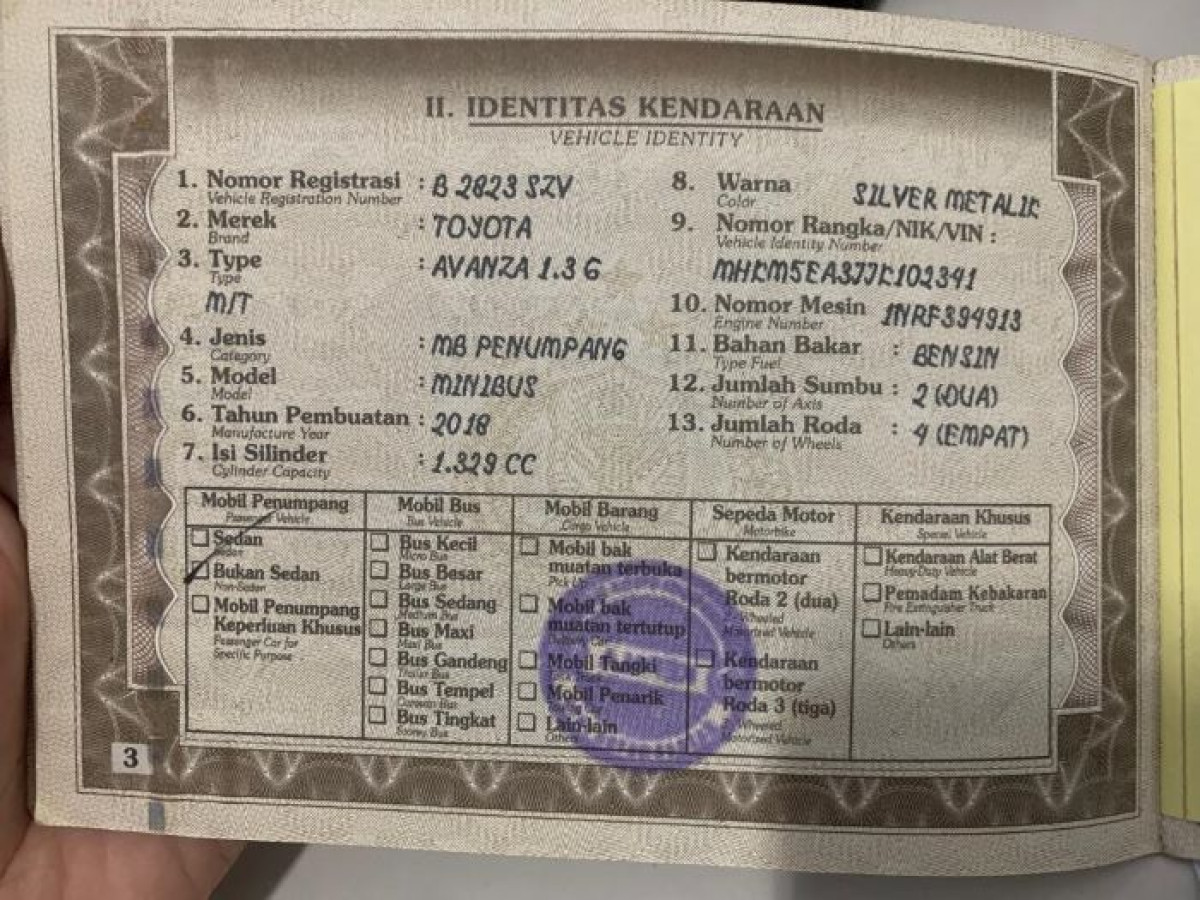 II. IDENTITAS KENDARAAN
VEHICLE IDENTITY
1. Nomor Registrasi : B 2823 SZV
Vehicle Registration Number
2. Merek : TOYOTA
Brand
3. Type : AVANZA 1.3 G
Type
M/T
4. Jenis : MB PENUMPANG
Category
5. Model : MINIBUS
Model
6. Tahun Pembuatan : 2018
Manufacture Year
7. Isi Silinder : 1.329 CC
Cylinder Capacity
8. Warna SILVER METALIK
Color
9. Nomor Rangka/NIK/VIN :
Vehicle Identity Number
MHKM5EA3JJK102341
10. Nomor Mesin 1NRF394913
Engine Number
11. Bahan Bakar : BENSIN
Type Fuel
12. Jumlah Sumbu : 2 (DUA)
Number of Axis
13. Jumlah Roda : 4 (EMPAT)
Number of Wheels
Mobil Penumpang
Passenger Vehicle
Sedan
Sedan
Bukan Sedan
Non-Sedan
Mobil Penumpang
Keperluan Khusus
Passenger Car for
Specific Purpose
Mobil Bus
Bus Vehicle
Bus Kecil
Micro Bus
Bus Besar
Large Bus
Bus Sedang
Medium Bus
Bus Maxi
Maxi Bus
Bus Gandeng
Bus Tempel
Bus Tingkat
Mobil Barang
Cargo Vehicle
Mobil bak
muatan terbuka
Pick Up
Mobil bak
muatan tertutup
Mobil Tangki
Mobil Penarik
Lain-lain
Others
Sepeda Motor
Motorbike
Kendaraan
bermotor
Roda 2 (dua)
Wheeled
Motorized Vehicle
Kendaraan
bermotor
Roda 3 (tiga)
Wheeled
Motorized Vehicle
Kendaraan Khusus
Special Vehicle
Kendaraan Alat Berat
Heavy-Duty Vehicle
Pemadam Kebakaran
Fire Extinguisher Truck
Lain-lain
Others
3